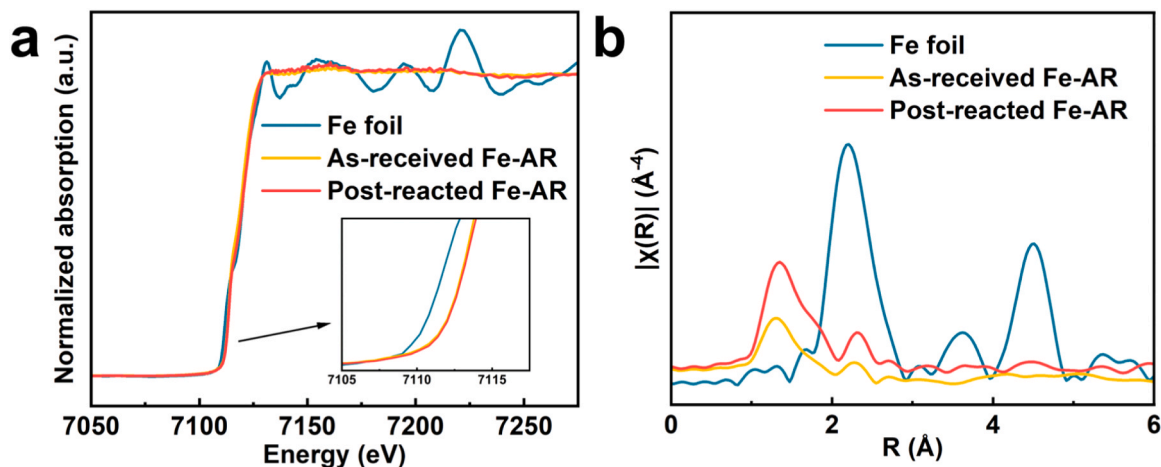 a
Normalized absorption (a.u.)
Fe foil
As-received Fe-AR
Post-reacted Fe-AR
7105 7110 7115
7050 7100 7150 7200 7250
Energy (eV)
b
|χ(R)| (Å⁻⁴)
Fe foil
As-received Fe-AR
Post-reacted Fe-AR
0 2 4 6
R (Å)